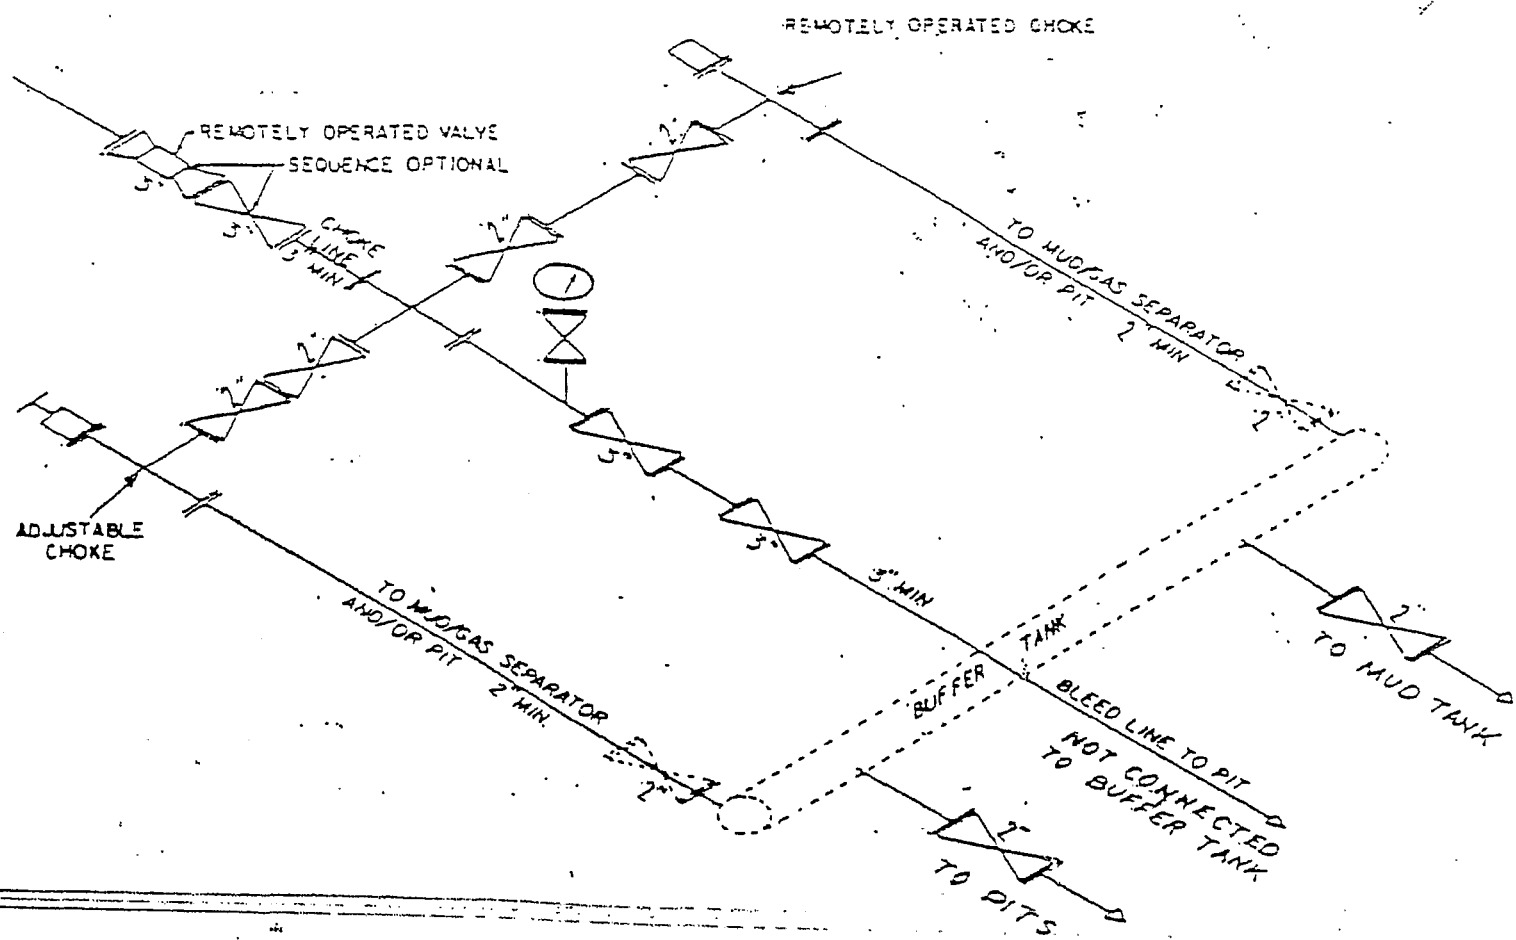 REMOTELY OPERATED CHOKE
REMOTELY OPERATED VALVE
SEQUENCE OPTIONAL
3"
3"
CHOKE
LINE
3 MIN
2"
2"
2"
2"
ADJUSTABLE
CHOKE
TO MUD/GAS SEPARATOR
AND/OR PIT
2" MIN
2"
3"
3"
3" MIN
TO MUD/GAS SEPARATOR
AND/OR PIT
2" MIN.
2"
BUFFER TANK
BLEED LINE TO PIT
NOT CONNECTED
TO BUFFER TANK
2"
TO MUD TANK
2"
TO PITS